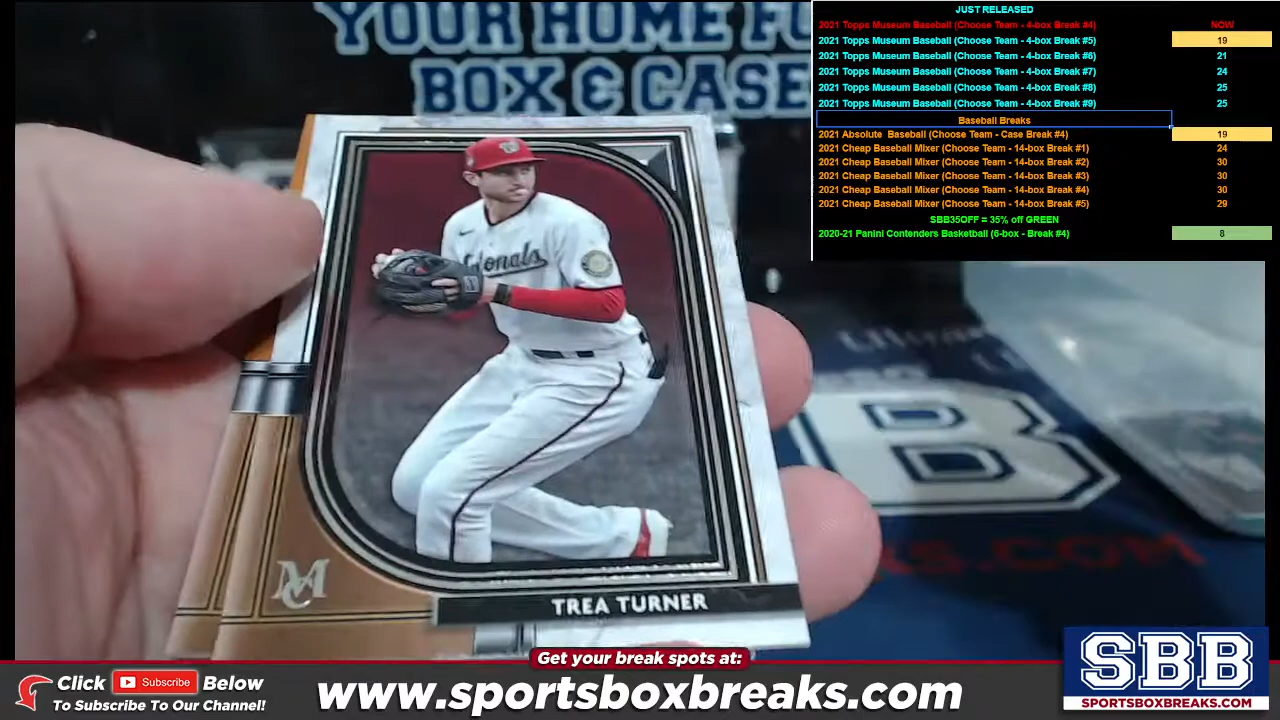 YOUR HOME FO
BOX & CASE
JUST RELEASED
2021 Topps Museum Baseball (Choose Team - 4-box Break #4) NOW
2021 Topps Museum Baseball (Choose Team - 4-box Break #5) 19
2021 Topps Museum Baseball (Choose Team - 4-box Break #6) 21
2021 Topps Museum Baseball (Choose Team - 4-box Break #7) 24
2021 Topps Museum Baseball (Choose Team - 4-box Break #8) 25
2021 Topps Museum Baseball (Choose Team - 4-box Break #9) 25
Baseball Breaks
2021 Absolute Baseball (Choose Team - Case Break #4) 19
2021 Cheap Baseball Mixer (Choose Team - 14-box Break #1) 24
2021 Cheap Baseball Mixer (Choose Team - 14-box Break #2) 30
2021 Cheap Baseball Mixer (Choose Team - 14-box Break #3) 30
2021 Cheap Baseball Mixer (Choose Team - 14-box Break #4) 30
2021 Cheap Baseball Mixer (Choose Team - 14-box Break #5) 29
SBB35OFF = 35% off GREEN
2020-21 Panini Contenders Basketball (6-box - Break #4) 8
ionals
B
KS.COM
MC
TREA TURNER
Get your break spots at:
Click Subscribe Below
To Subscribe To Our Channel!
www.sportsboxbreaks.com
SBB
SPORTSBOXBREAKS.COM